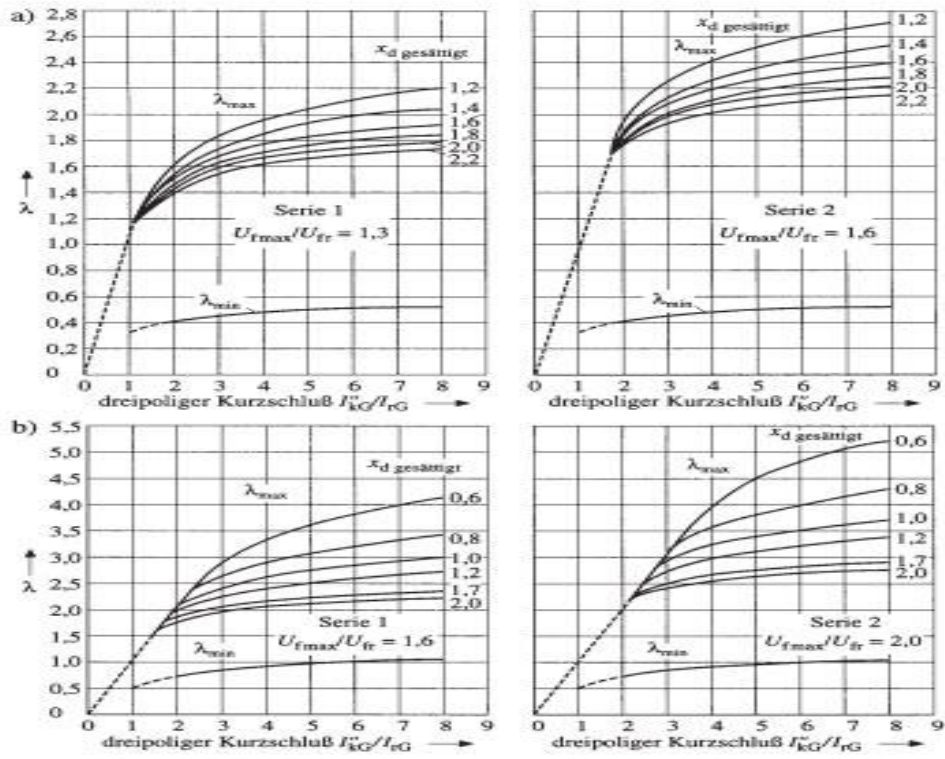 a)
2,8
2,6
2,2
2,0
1,8
1,6
1,4
1,2
1,0
0,8
0,6
0,4
0,2
0
λ
x_d gesättigt
λ_max
1,2
1,4
1,6
1,8
2,0
2,2
Serie 1
U_fmax/U_fr = 1,3
λ_min
0 1 2 3 4 5 6 7 8 9
dreipoliger Kurzschluß I"_kG/I_rG
x_d gesättigt
λ_max
1,2
1,4
1,6
1,8
2,0
2,2
Serie 2
U_fmax/U_fr = 1,6
λ_min
0 1 2 3 4 5 6 7 8 9
dreipoliger Kurzschluß I"_kG/I_rG
b)
5,5
5,0
4,5
4,0
3,5
3,0
2,5
2,0
1,5
1,0
0,5
0
λ
x_d gesättigt
λ_max
0,6
0,8
1,0
1,2
1,7
2,0
Serie 1
U_fmax/U_fr = 1,6
λ_min
0 1 2 3 4 5 6 7 8 9
dreipoliger Kurzschluß I"_kG/I_rG
x_d gesättigt
λ_max
0,6
0,8
1,0
1,2
1,7
2,0
Serie 2
U_fmax/U_fr = 2,0
λ_min
0 1 2 3 4 5 6 7 8 9
dreipoliger Kurzschluß I"_kG/I_rG